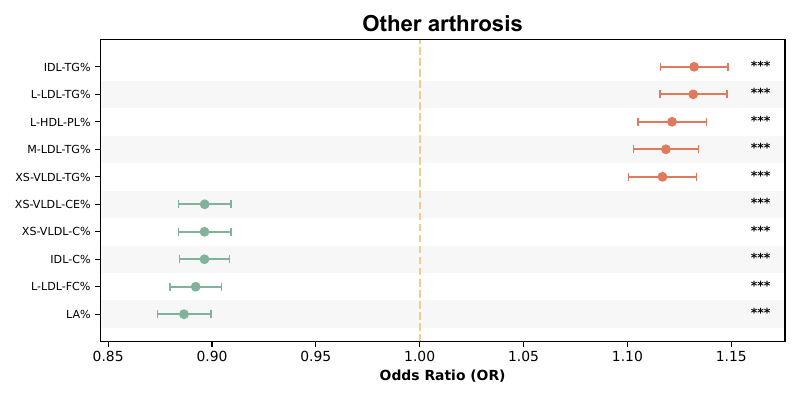 Other arthrosis
IDL-TG% ***
L-LDL-TG% ***
L-HDL-PL% ***
M-LDL-TG% ***
XS-VLDL-TG% ***
XS-VLDL-CE% ***
XS-VLDL-C% ***
IDL-C% ***
L-LDL-FC% ***
LA% ***
0.85 0.90 0.95 1.00 1.05 1.10 1.15
Odds Ratio (OR)